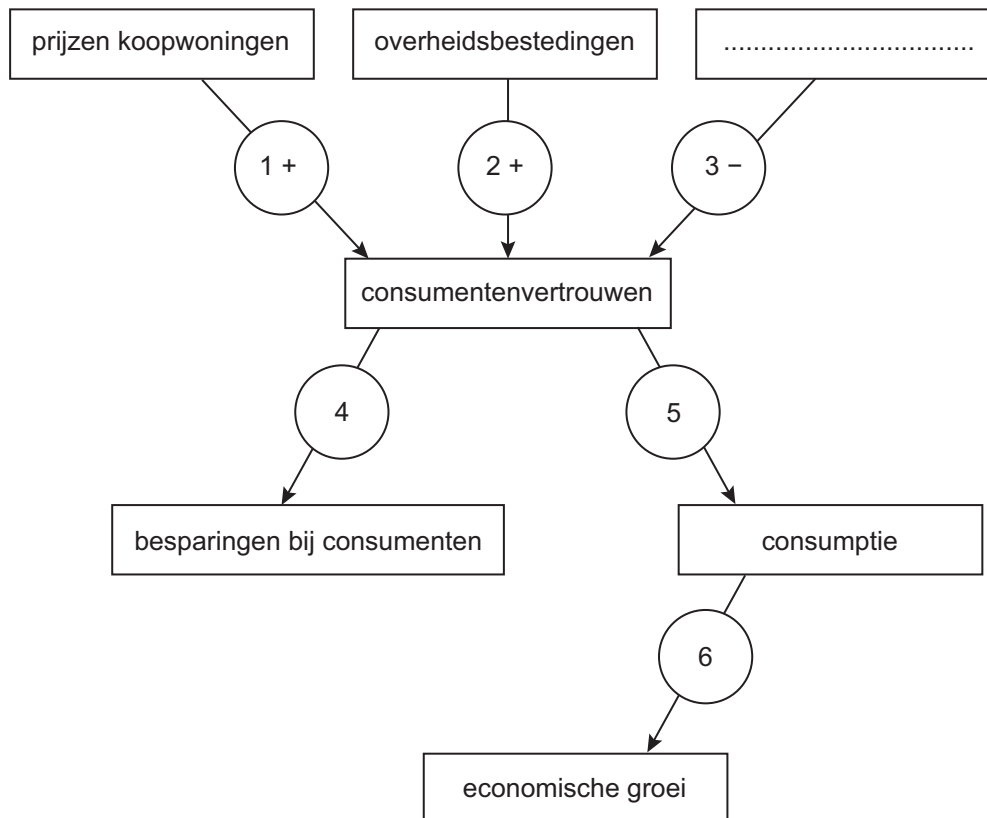 prijzen koopwoningen
overheidsbestedingen
.................................
1 +
2 +
3 −
consumentenvertrouwen
4
5
besparingen bij consumenten
consumptie
6
economische groei